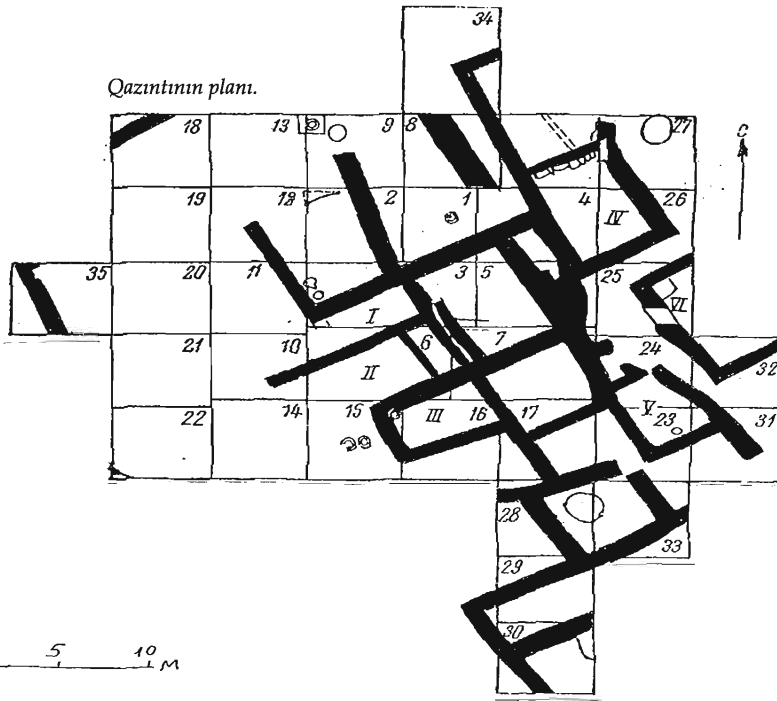 34
Qazıntının planı.
18 13 9 8 27
C
19 12 2 1 4 IV 26
35 20 11 3 5 25
I VI
21 10 6 7 24 32
II
22 14 15 III 16 17 V 23 31
28
33
29
30
5 10 м